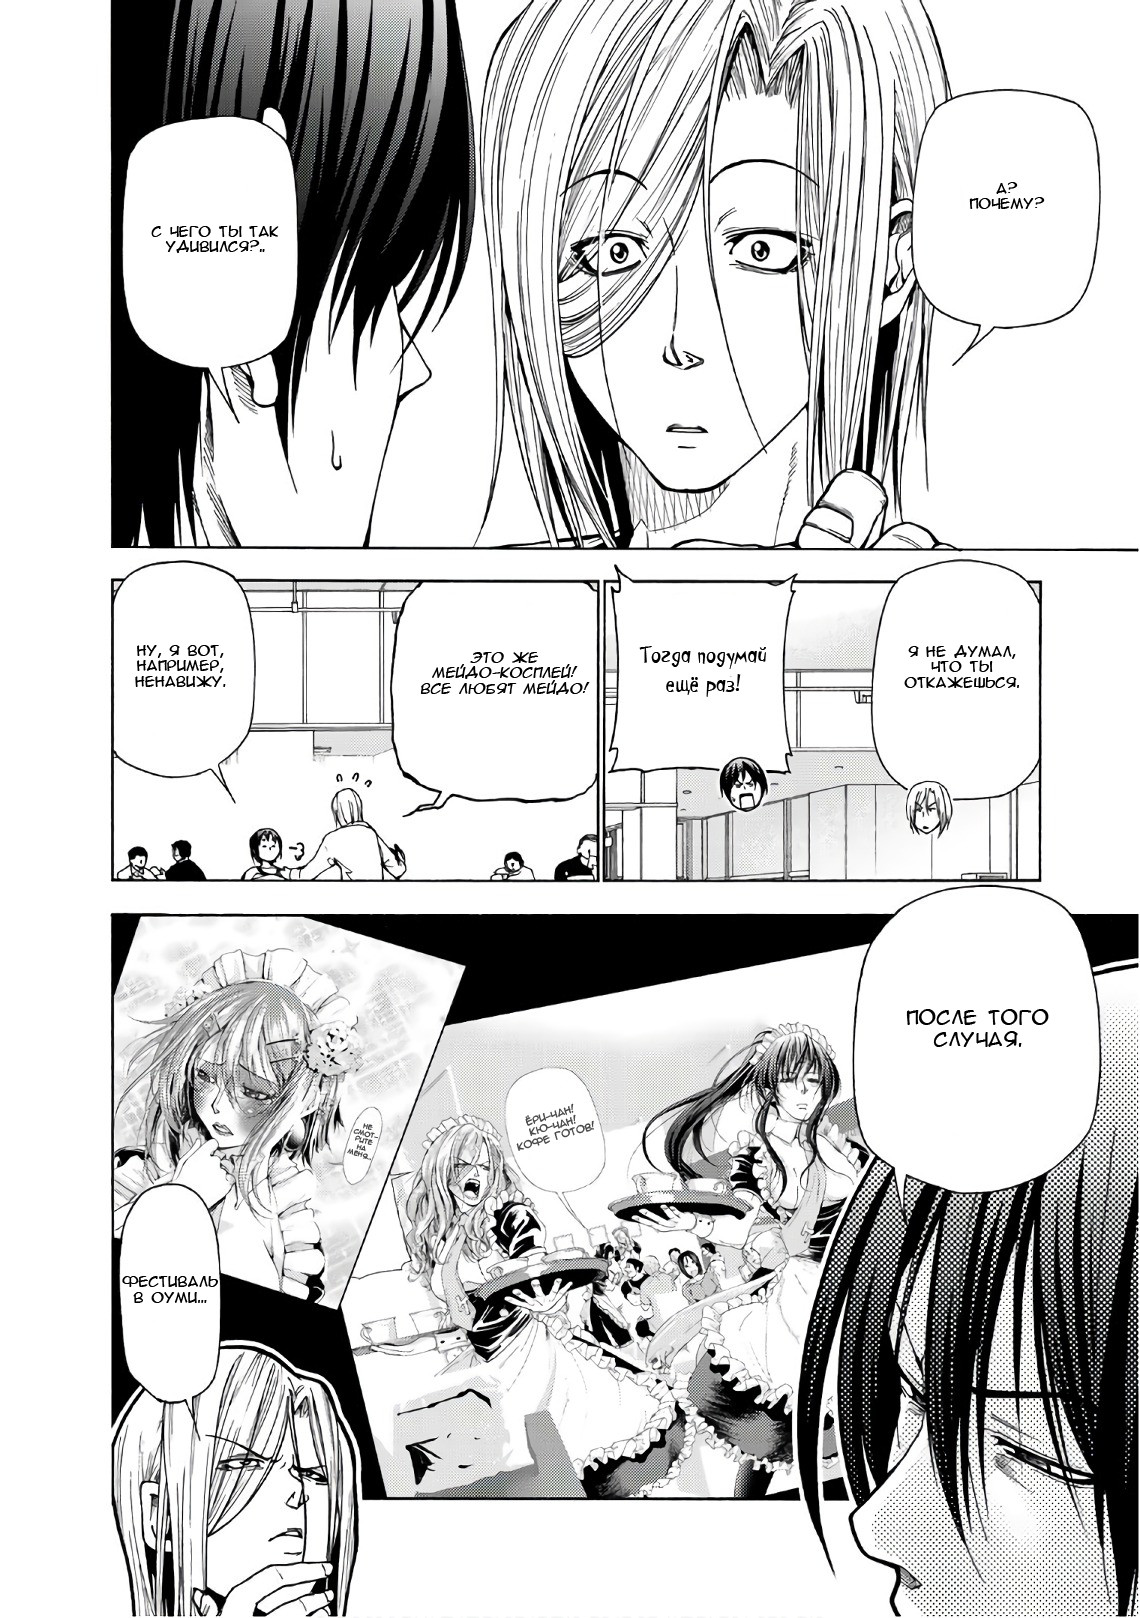 А?
ПОЧЕМУ?
С ЧЕГО ТЫ ТАК
УДИВИЛСЯ?..
Я НЕ ДУМАЛ,
ЧТО ТЫ
ОТКАЖЕШЬСЯ.
Тогда подумай
ещё раз!
ЭТО ЖЕ
МЕЙДО-КОСПЛЕЙ!
ВСЕ ЛЮБЯТ МЕЙДО!
НУ, Я ВОТ,
НАПРИМЕР,
НЕНАВИЖУ.
ПОСЛЕ ТОГО
СЛУЧАЯ.
ЁРИ-ЧАН!
КЮ-ЧАН!
КОФЕ ГОТОВ!
НЕ
СМОТ-
РИТЕ
НА
МЕНЯ...
ФЕСТИВАЛЬ
В ОУМИ...